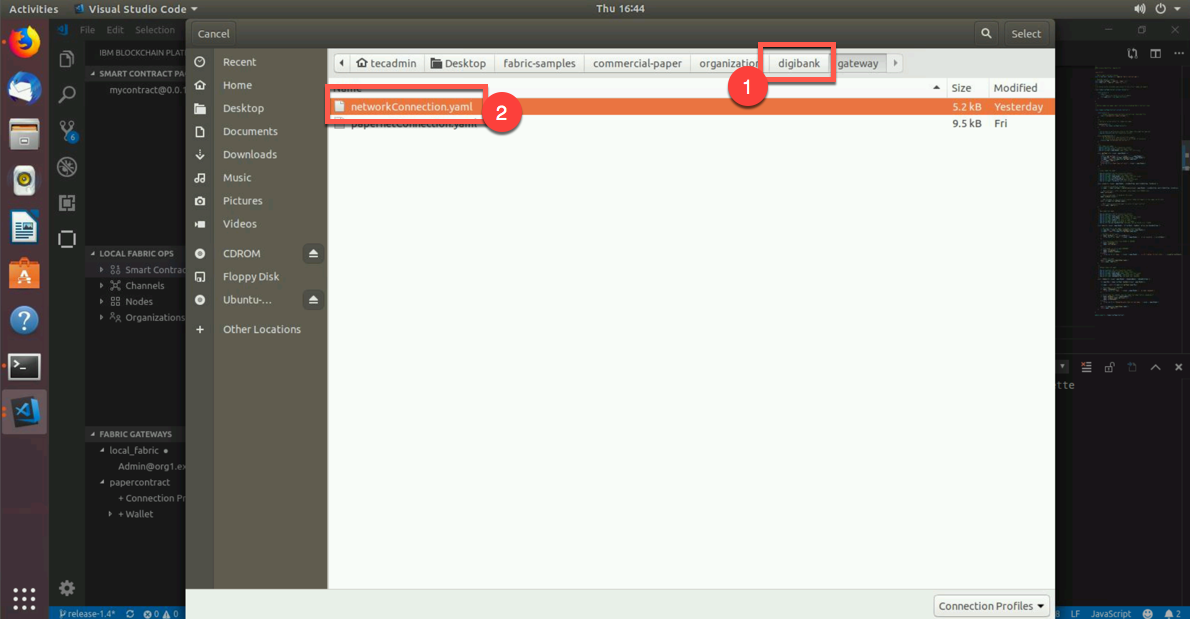 Activities Visual Studio Code Thu 16:44
File Edit Selection
Cancel Select
IBM BLOCKCHAIN PLAT
SMART CONTRACT PA
mycontract@0.0.1
Recent
Home
Desktop
Documents
Downloads
Music
Pictures
Videos
CDROM
Floppy Disk
Ubuntu-...
Other Locations
tecadmin Desktop fabric-samples commercial-paper organization digibank gateway
1
Name Size Modified
networkConnection.yaml 5.2 kB Yesterday
2
papernetConnection.yaml 9.5 kB Fri
6
LOCAL FABRIC OPS
Smart Contrac
Channels
Nodes
Organizations
FABRIC GATEWAYS
local_fabric
Admin@org1.ex
papercontract
+ Connection Pr
+ Wallet
tte
Connection Profiles
release-1.4* 0 0 8 LF JavaScript 2